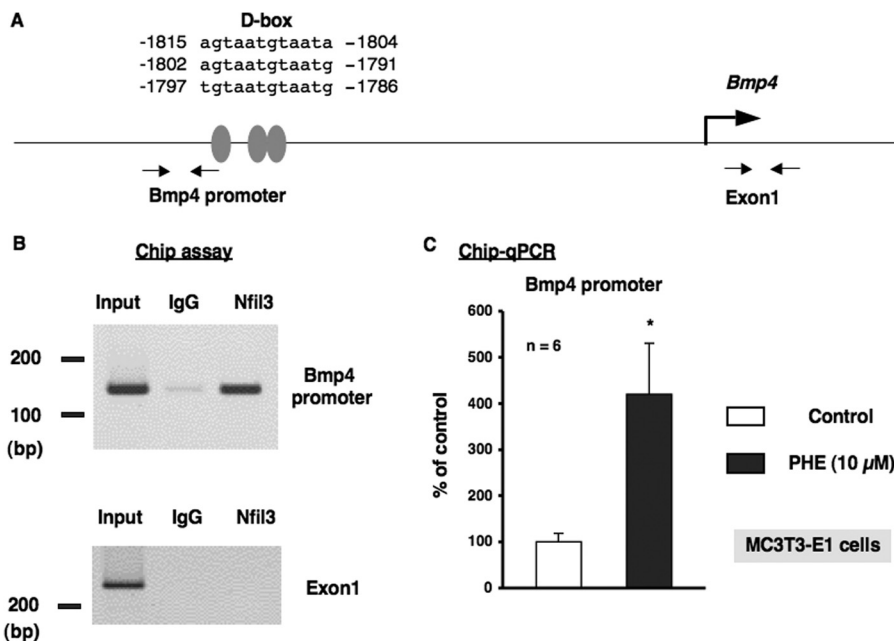 A
D-box
-1815 agtaatgtaata -1804
-1802 agtaatgtaatg -1791
-1797 tgtaatgtaatg -1786
Bmp4
Bmp4 promoter
Exon1
B
Chip assay
Input IgG Nfil3
200
100
(bp)
Bmp4
promoter
Input IgG Nfil3
200
(bp)
Exon1
C Chip-qPCR
Bmp4 promoter
% of control
600
500
400
300
200
100
0
n = 6
*
Control
PHE (10 µM)
MC3T3-E1 cells